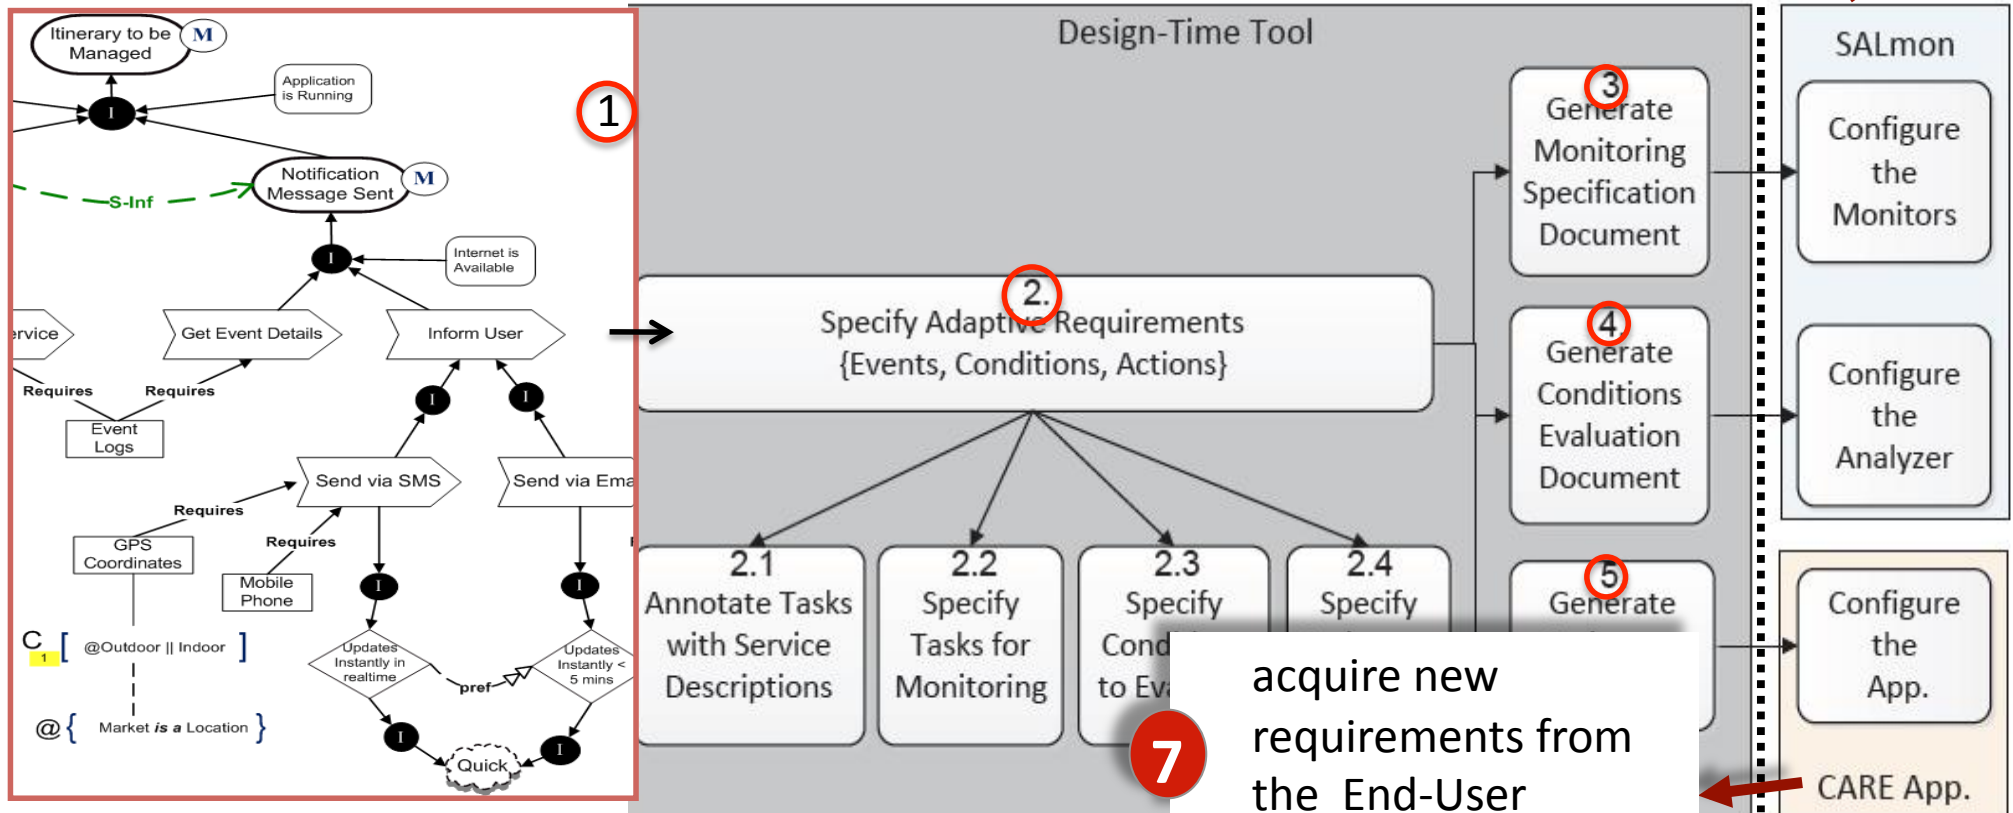 Itinerary to be
Managed
M
Application
is Running
I
1
Notification
Message Sent
M
S-Inf
I
Internet is
Available
ervice
Get Event Details
Inform User
Requires
Requires
I
I
Event
Logs
Send via SMS
Send via Ema
Requires
GPS
Coordinates
Requires
Mobile
Phone
I
I
C
1
[ @Outdoor || Indoor ]
Updates
Instantly in
realtime
pref
Updates
Instantly <
5 mins
@{ Market is a Location }
I
I
Quick
Design-Time Tool
2.
Specify Adaptive Requirements
{Events, Conditions, Actions}
2.1
Annotate Tasks
with Service
Descriptions
2.2
Specify
Tasks for
Monitoring
2.3
Specify
Cond
to Eva
2.4
Specify
3
Generate
Monitoring
Specification
Document
4.
Generate
Conditions
Evaluation
Document
5
Generate
SALmon
Configure
the
Monitors
Configure
the
Analyzer
Configure
the
App.
CARE App.
7
acquire new
requirements from
the End-User